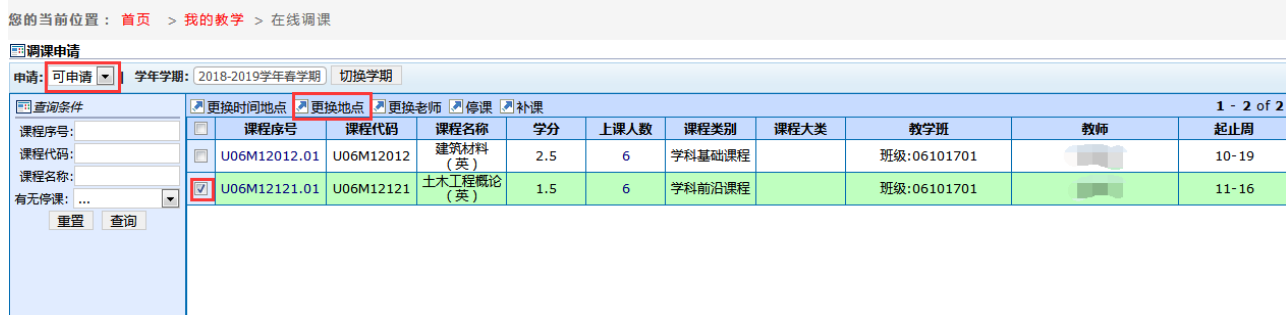 您的当前位置： 首页 > 我的教学 > 在线调课
调课申请
申请: 可申请 | 学年学期: 2018-2019学年春学期 切换学期
查询条件
课程序号:
课程代码:
课程名称:
有无停课: ...
重置 查询
更换时间地点 更换地点 更换老师 停课 补课 1 - 2 of 2
课程序号 课程代码 课程名称 学分 上课人数 课程类别 课程大类 教学班 教师 起止周
U06M12012.01 U06M12012 建筑材料（英） 2.5 6 学科基础课程 班级:06101701 10-19
U06M12121.01 U06M12121 土木工程概论（英） 1.5 6 学科前沿课程 班级:06101701 11-16